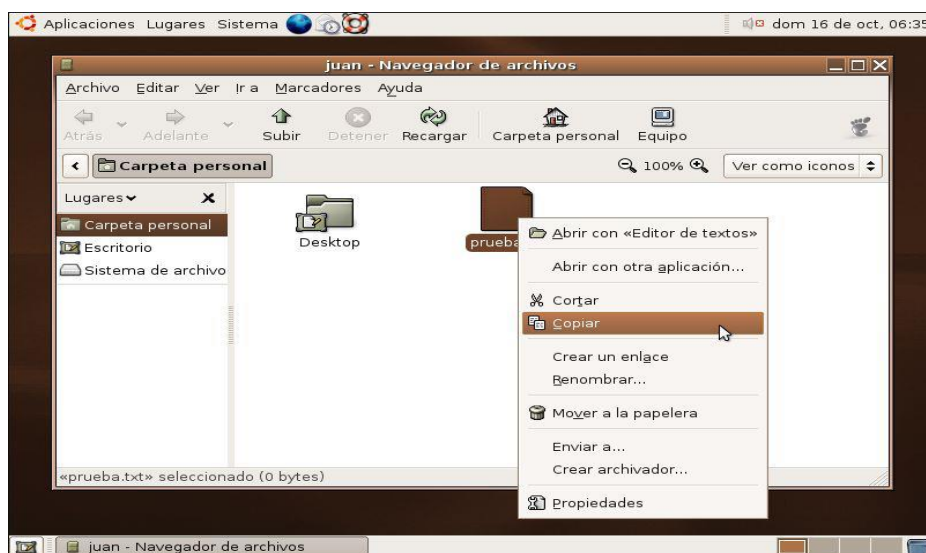 Aplicaciones Lugares Sistema dom 16 de oct, 06:35
juan - Navegador de archivos
Archivo Editar Ver Ir a Marcadores Ayuda
Atrás Adelante Subir Detener Recargar Carpeta personal Equipo
Carpeta personal 100% Ver como iconos
Lugares
Carpeta personal
Escritorio
Sistema de archivo
Desktop
prueba
Abrir con «Editor de textos»
Abrir con otra aplicación...
Cortar
Copiar
Crear un enlace
Renombrar...
Mover a la papelera
Enviar a...
Crear archivador...
Propiedades
«prueba.txt» seleccionado (0 bytes)
juan - Navegador de archivos